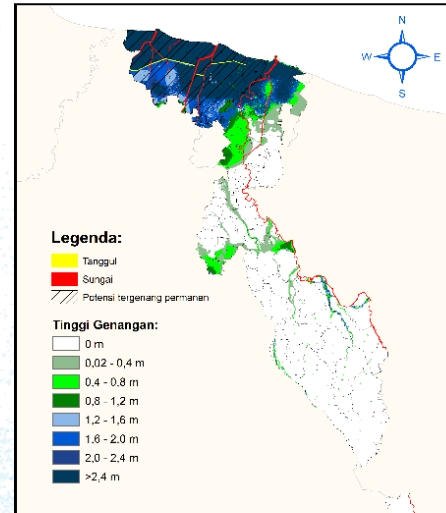 N
W E
S
Legenda:
Tanggul
Sungai
Potensi tergenang permanen
Tinggi Genangan:
0 m
0,02 - 0,4 m
0.4 - 0.8 m
0,8 - 1,2 m
1,2 - 1,6 m
1.6 - 2.0 m
2,0 - 2,4 m
>2,4 m